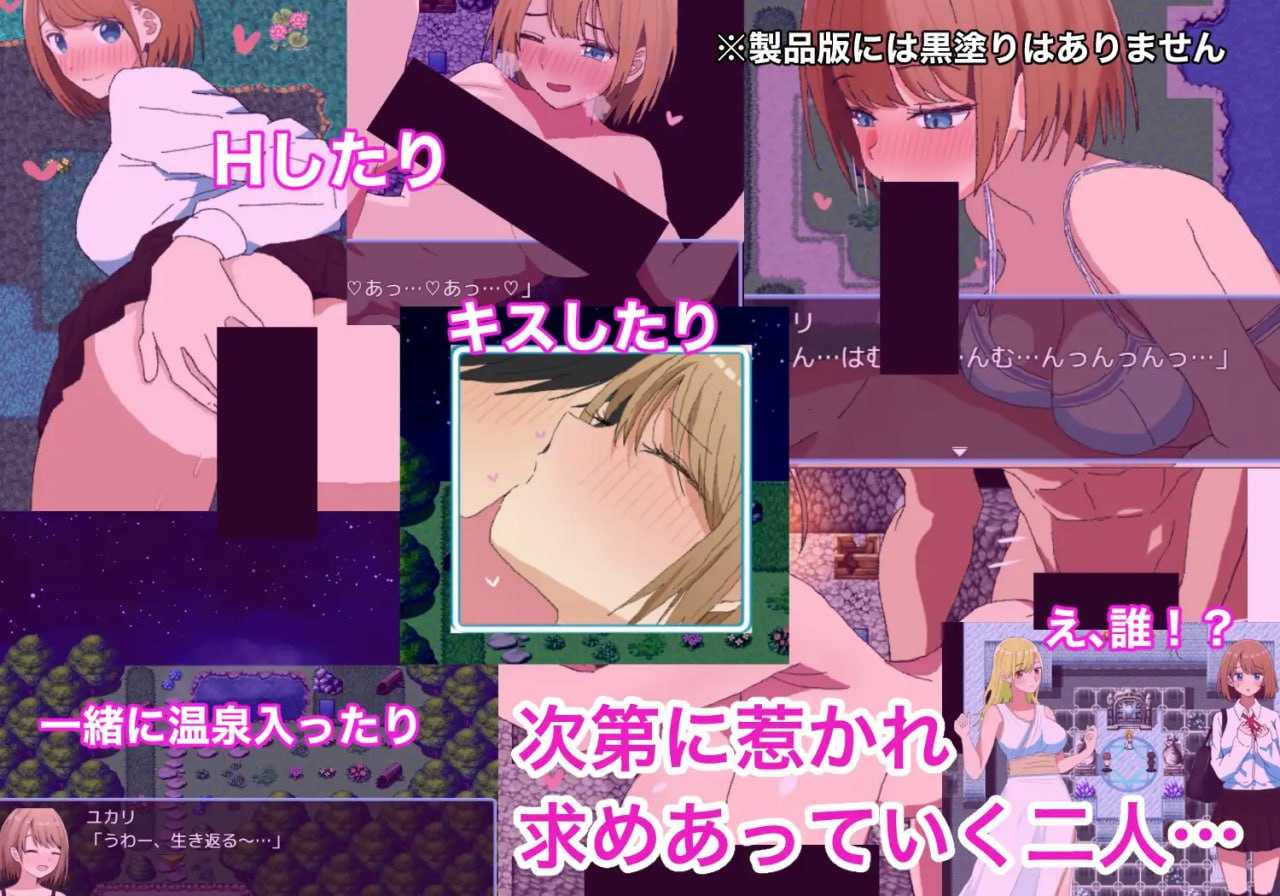 ※製品版には黒塗りはありません
Hしたり
♡あっ…♡あっ…♡」
キスしたり
リ
ん…はむ
んむ…んっんっんっ…」
え､誰！？
一緒に温泉入ったり
次第に惹かれ
求めあっていく二人…
ユカリ
「うわー、生き返る～…」